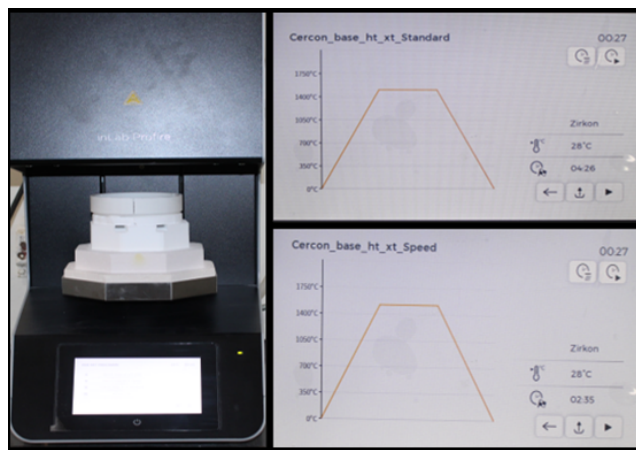 inLab Profire
Cercon_base_ht_xt_Standard
00:27
1750°C
1400°C
1050°C
700°C
350°C
0°C
Zirkon
°C
28°C
04:26
Cercon_base_ht_xt_Speed
00:27
1750°C
1400°C
1050°C
700°C
350°C
0°C
Zirkon
°C
28°C
02:35